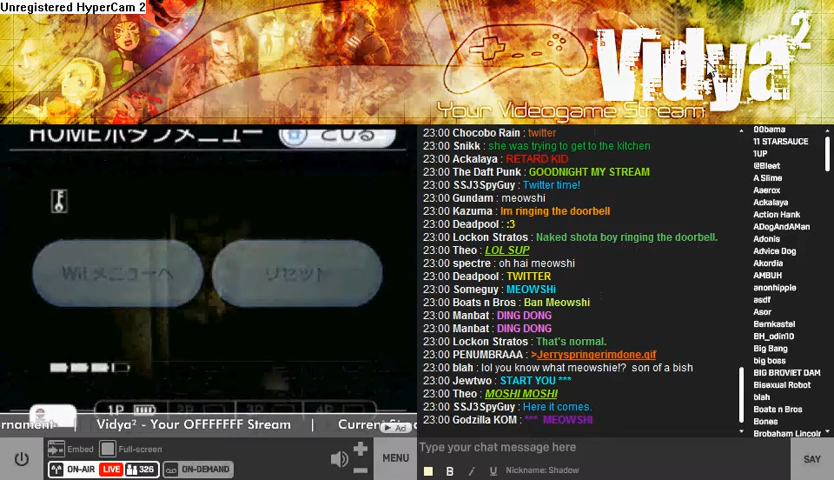 Unregistered HyperCam 2
Vidya²
Your Videogame Stream
HOMEボタンメニュー
とじる
Wiiメニューへ
リセット
1P
2P
3P
4P
rnament
Vidya² - Your OFFFFFFF Stream
Current
Ad
Embed
Full-screen
ON-AIR
LIVE
326
ON-DEMAND
MENU
23:00 Chocobo Rain : twitter
23:00 Snikk : she was trying to get to the kitchen
23:00 Ackalaya : RETARD KID
23:00 The Daft Punk : GOODNIGHT MY STREAM
23:00 SSJ3SpyGuy : Twitter time!
23:00 Gundam : meowshi
23:00 Kazuma : Im ringing the doorbell
23:00 Deadpool : :3
23:00 Lockon Stratos : Naked shota boy ringing the doorbell.
23:00 Theo : LOL SUP
23:00 spectre : oh hai meowshi
23:00 Deadpool : TWITTER
23:00 Someguy : MEOWSHi
23:00 Boats n Bros : Ban Meowshi
23:00 Manbat : DING DONG
23:00 Manbat : DING DONG
23:00 Lockon Stratos : That's normal.
23:00 PENUMBRAAA : >Jerryspringerimdone.gif
23:00 blah : lol you know what meowshie!? son of a bish
23:00 Jewtwo : START YOU ***
23:00 Theo : MOSHI MOSHI
23:00 SSJ3SpyGuy : Here it comes.
23:00 Godzilla KOM : *** MEOWSHI
Type your chat message here
B I U Nickname: Shadow
SAY
00bama
11 STARSAUCE
1UP
@Bleet
A Slime
Aaerox
Ackalaya
Action Hank
ADogAndAMan
Adonis
Advice Dog
Akordia
AMBUH
anonhippie
asdf
Asor
Bernkastel
BH_odin10
Big Bang
big boss
BIG BROVIET DAM
Bisexual Robot
blah
Boats n Bros
Bones
Brobaham Lincoln